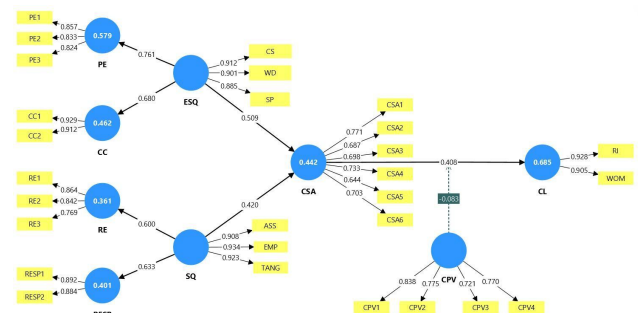 PE1
PE2
PE3
0.857
0.833
0.824
0.579
PE
0.761
CC1
CC2
0.929
0.912
0.462
CC
0.680
ESQ
0.912
0.901
0.885
CS
WD
SP
0.509
RE1
RE2
RE3
0.864
0.842
0.769
0.361
RE
0.600
RESP1
RESP2
0.892
0.884
0.401
RESP
0.633
SQ
0.908
0.934
0.923
ASS
EMP
TANG
0.420
0.442
CSA
0.771
0.687
0.698
0.733
0.644
0.703
CSA1
CSA2
CSA3
CSA4
CSA5
CSA6
0.408
-0.083
0.685
CL
0.928
0.905
RI
WOM
CPV
0.838
0.775
0.721
0.770
CPV1
CPV2
CPV3
CPV4